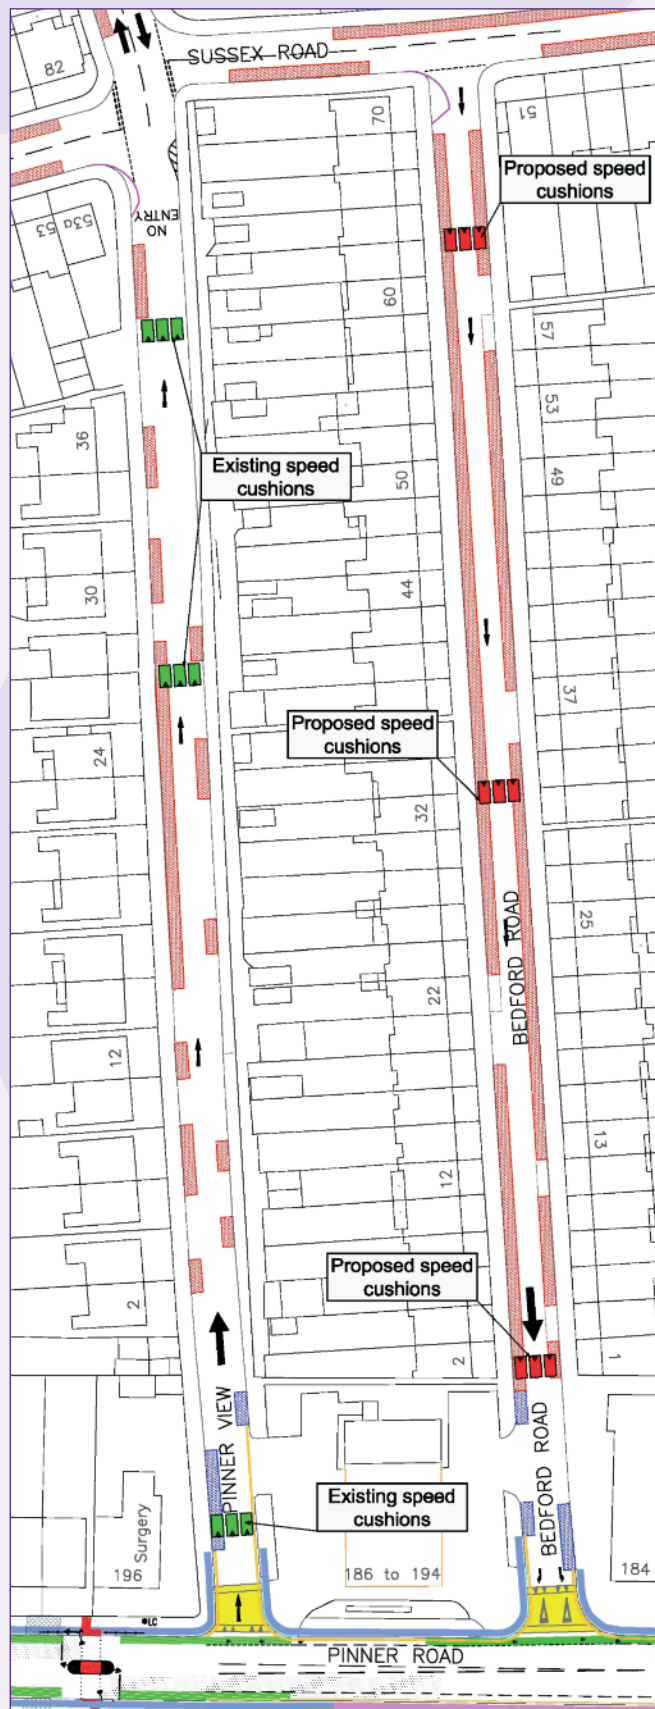 SUSSEX ROAD
82
70
51
Proposed speed
cushions
53a
53
NO
ENTRY
60
57
53
36
Existing speed
cushions
50
49
30
44
37
Proposed speed
cushions
24
32
BEDFORD ROAD
25
22
12
13
12
Proposed speed
cushions
2
2
1
PINNER VIEW
BEDFORD ROAD
Existing speed
cushions
Surgery
196
186 to 194
184
LC
PINNER ROAD